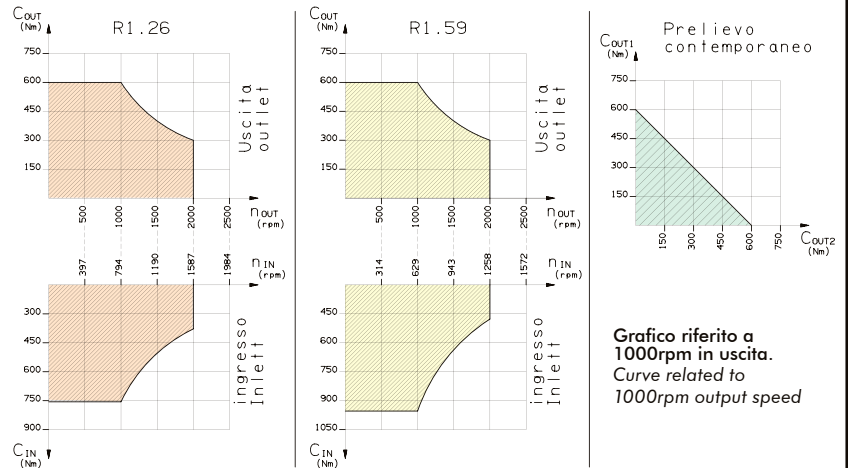 C OUT
(Nm)
R1.26
750
600
450
300
150
Uscita
outlet
500
1000
1500
2000
2500
n OUT
(rpm)
397
794
1190
1587
1984
n IN
(rpm)
300
450
600
750
900
ingresso
Inlett
C IN
(Nm)
C OUT
(Nm)
R1.59
750
600
450
300
150
Uscita
outlet
500
1000
1500
2000
2500
n OUT
(rpm)
314
629
943
1258
1572
n IN
(rpm)
450
600
750
900
1050
ingresso
Inlett
C IN
(Nm)
Prelievo
contemporaneo
C OUT1
(Nm)
750
600
450
300
150
150
300
450
600
750
C OUT2
(Nm)
Grafico riferito a
1000rpm in uscita.
Curve related to
1000rpm output speed